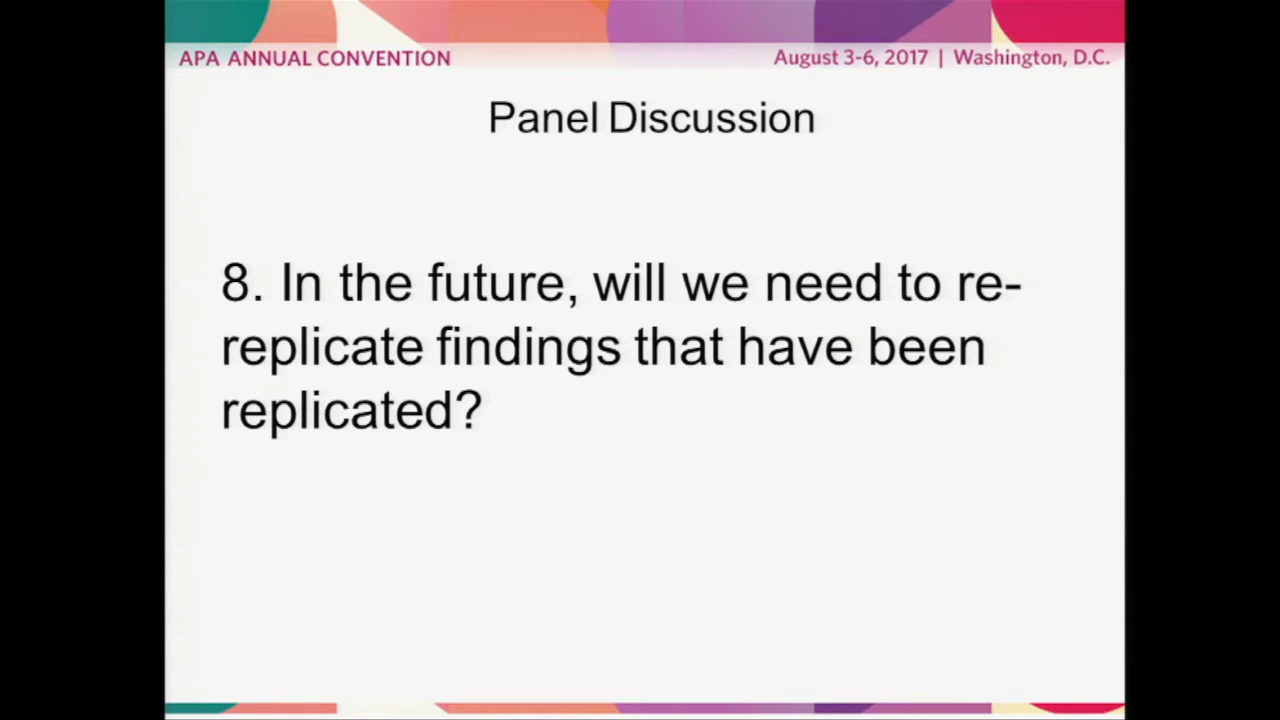 APA ANNUAL CONVENTION
August 3-6, 2017 | Washington, D.C.
Panel Discussion
8. In the future, will we need to re-
replicate findings that have been
replicated?